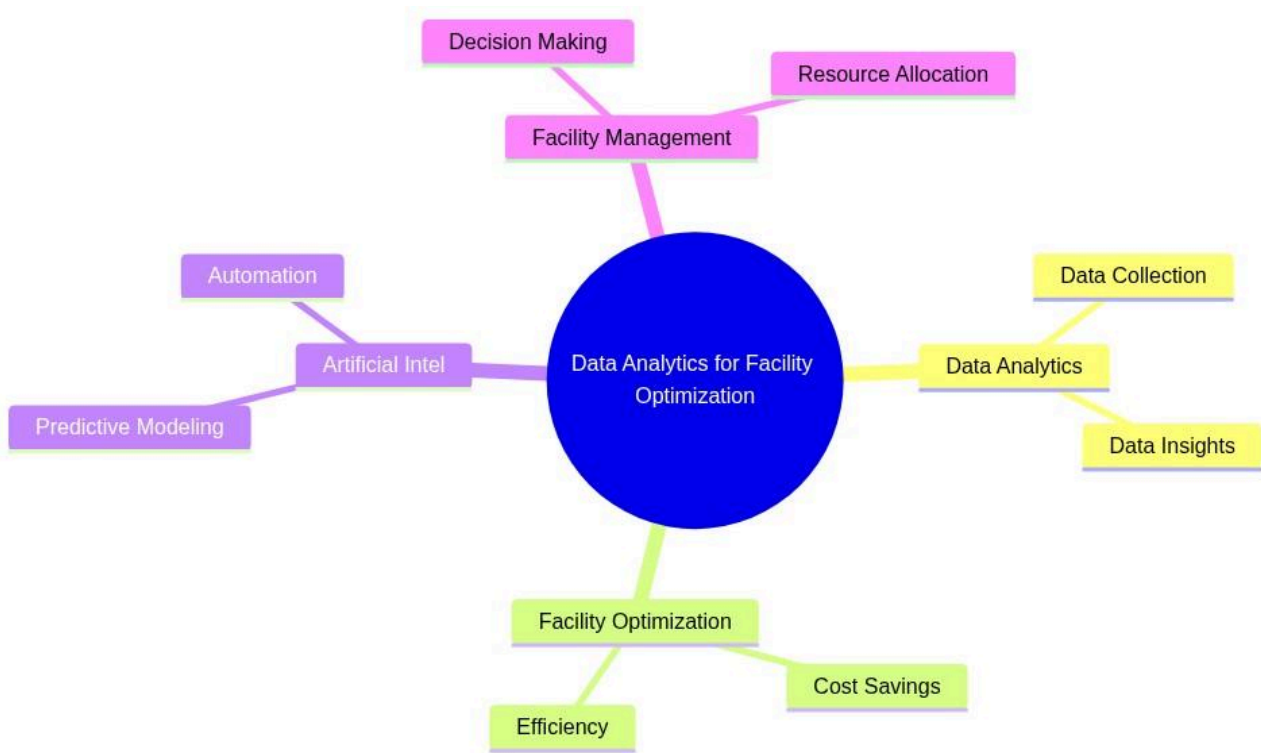 Decision Making
Resource Allocation
Facility Management
Automation
Data Collection
Artificial Intel
Data Analytics for Facility
Optimization
Data Analytics
Predictive Modeling
Data Insights
Facility Optimization
Cost Savings
Efficiency